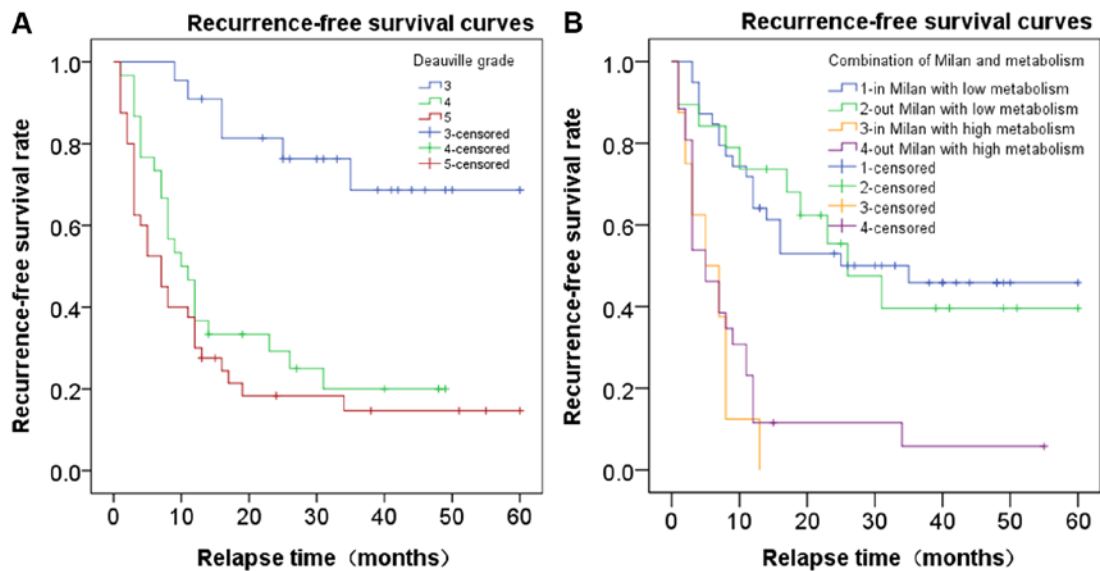 A
Recurrence-free survival curves
Recurrence-free survival rate
1.0
0.8
0.6
0.4
0.2
0.0
Deauville grade
3
4
5
3-censored
4-censored
5-censored
0 10 20 30 40 50 60
Relapse time（months）
B
Recurrence-free survival curves
Recurrence-free survival rate
1.0
0.8
0.6
0.4
0.2
0.0
Combination of Milan and metabolism
1-in Milan with low metabolism
2-out Milan with low metabolism
3-in Milan with high metabolism
4-out Milan with high metabolism
1-censored
2-censored
3-censored
4-censored
0 10 20 30 40 50 60
Relapse time（months）